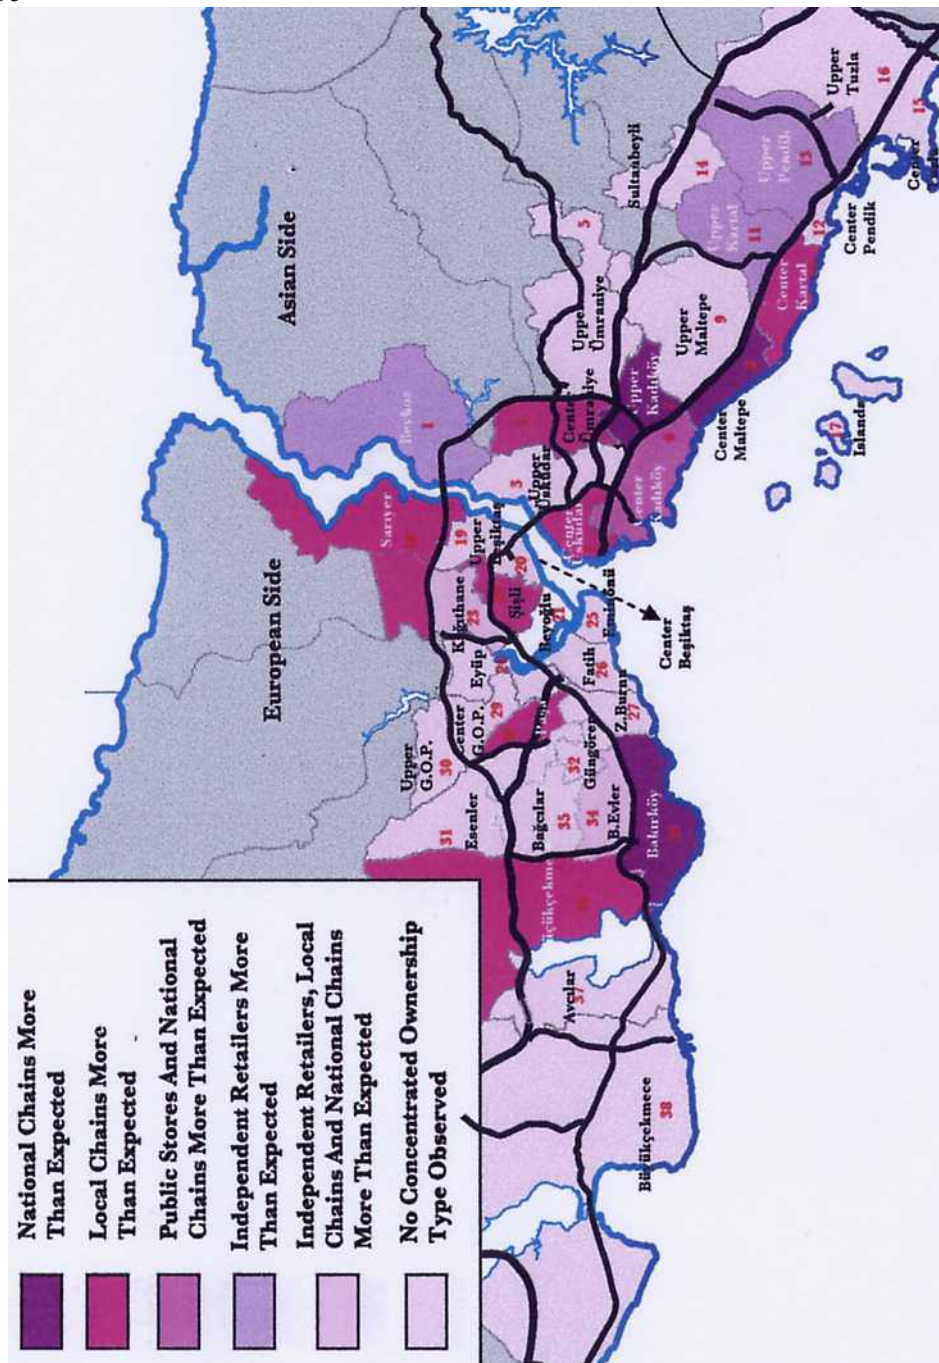 National Chains More
Than Expected
Local Chains More
Than Expected
Public Stores And National
Chains More Than Expected
Independent Retailers More
Than Expected
Independent Retailers, Local
Chains And National Chains
More Than Expected
No Concentrated Ownership
Type Observed
European Side
Asian Side
Beykoz
1
Sarıyer
19
Upper
Beşiktaş
20
Center
Beşiktaş
Şişli
Beyoğlu
21
Kağıthane
23
Eyüp
25
Eminönü
Fatih
26
Z.Burnu
27
29
G.O.P.
Upper
G.O.P.
30
31
Esenler
Güngören
32
Bağcılar
35
34
B.Evler
Bakırköy
Avcılar
37
Büyükçekmece
38
3
Upper
Üsküdar
Center
Üsküdar
Center
Ümraniye
Upper
Ümraniye
5
Upper
Kadıköy
Center
Kadıköy
Upper
Maltepe
9
Center
Maltepe
Upper
Kartal
11
Center
Kartal
Sultanbeyli
14
Upper
Pendik
13
12
Center
Pendik
Upper
Tuzla
16
15
Center
17
Islands